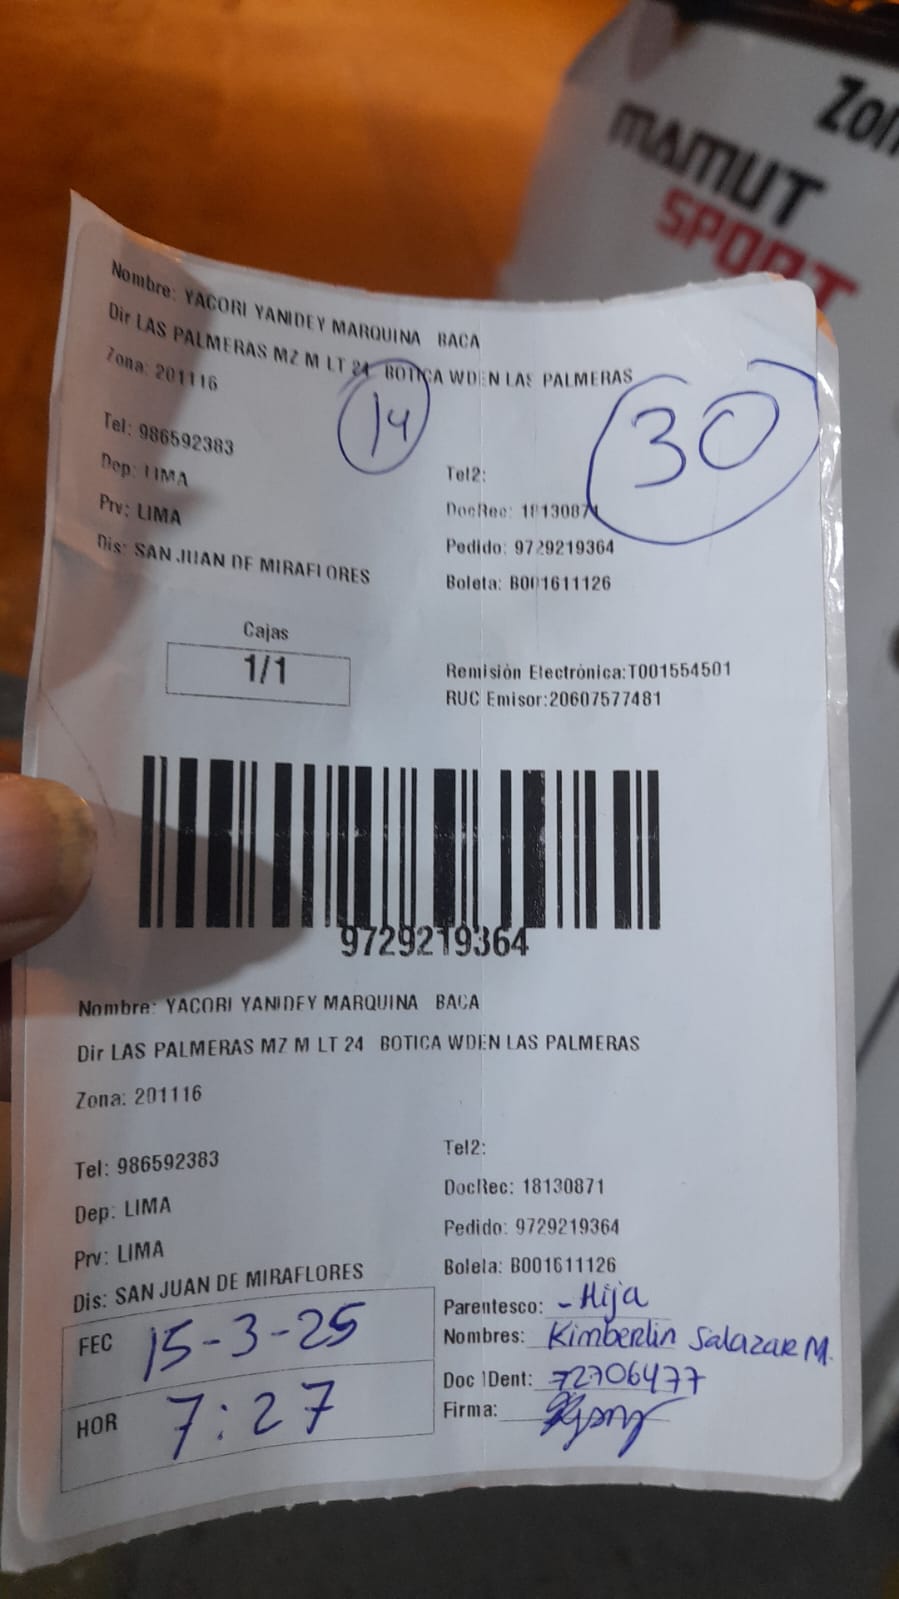 Zon
MAMUT
SPORT
Nombre: YACORI YANIDEY MARQUINA BACA
Dir LAS PALMERAS MZ M LT 24 BOTICA WDEN LAS PALMERAS
Zona: 201116
14
30
Tel: 986592383
Tel2:
Dep: LIMA
DocRec: 18130871
Prv: LIMA
Pedido: 9729219364
Dis: SAN JUAN DE MIRAFLORES
Boleta: B001611126
Cajas
1/1
Remisión Electrónica:T001554501
RUC Emisor:20607577481
9729219364
Nombre: YACORI YANIDEY MARQUINA BACA
Dir LAS PALMERAS MZ M LT 24 BOTICA WDEN LAS PALMERAS
Zona: 201116
Tel: 986592383
Tel2:
Dep: LIMA
DocRec: 18130871
Prv: LIMA
Pedido: 9729219364
Dis: SAN JUAN DE MIRAFLORES
Boleta: B001611126
FEC 15-3-25
HOR 7:27
Parentesco: - Hija
Nombres: Kimberlin Salazar M.
Doc IDent: 72706477
Firma: